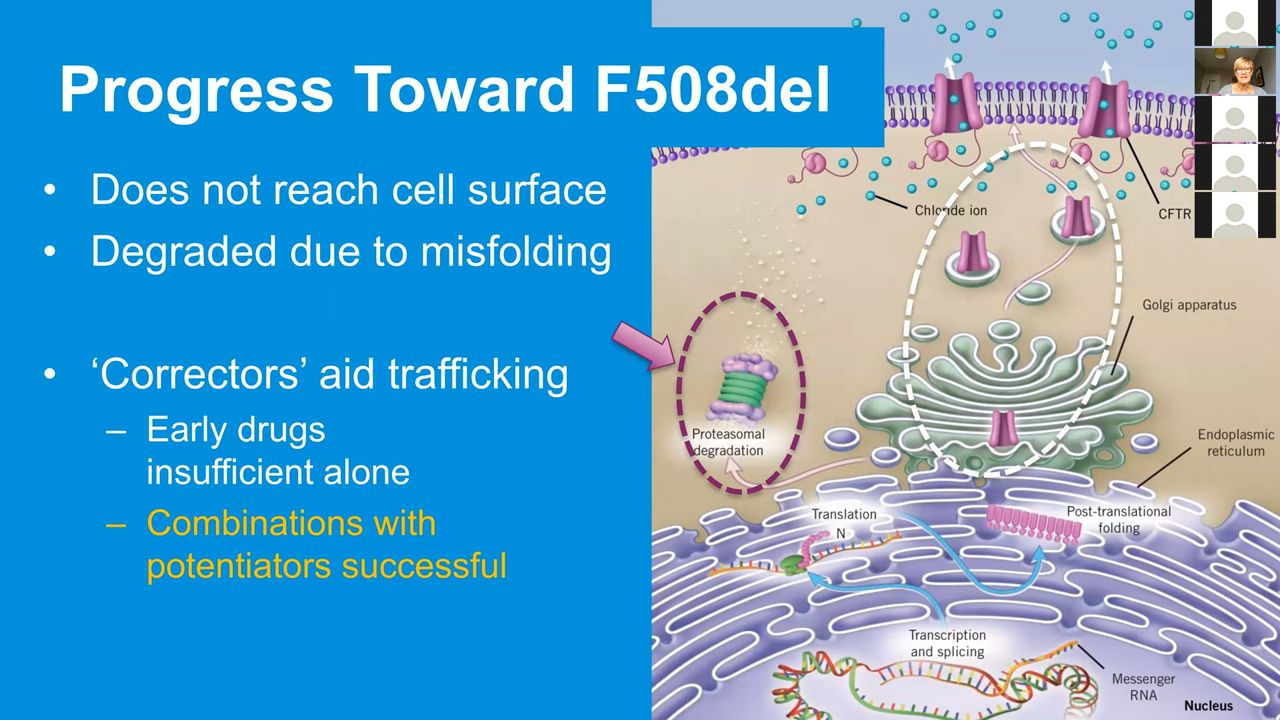 Progress Toward F508del
• Does not reach cell surface
• Degraded due to misfolding
• ‘Correctors’ aid trafficking
– Early drugs
insufficient alone
– Combinations with
potentiators successful
Chloride ion
CFTR
Golgi apparatus
Proteasomal
degradation
Endoplasmic
reticulum
Translation
N
Post-translational
folding
Transcription
and splicing
Messenger
RNA
Nucleus